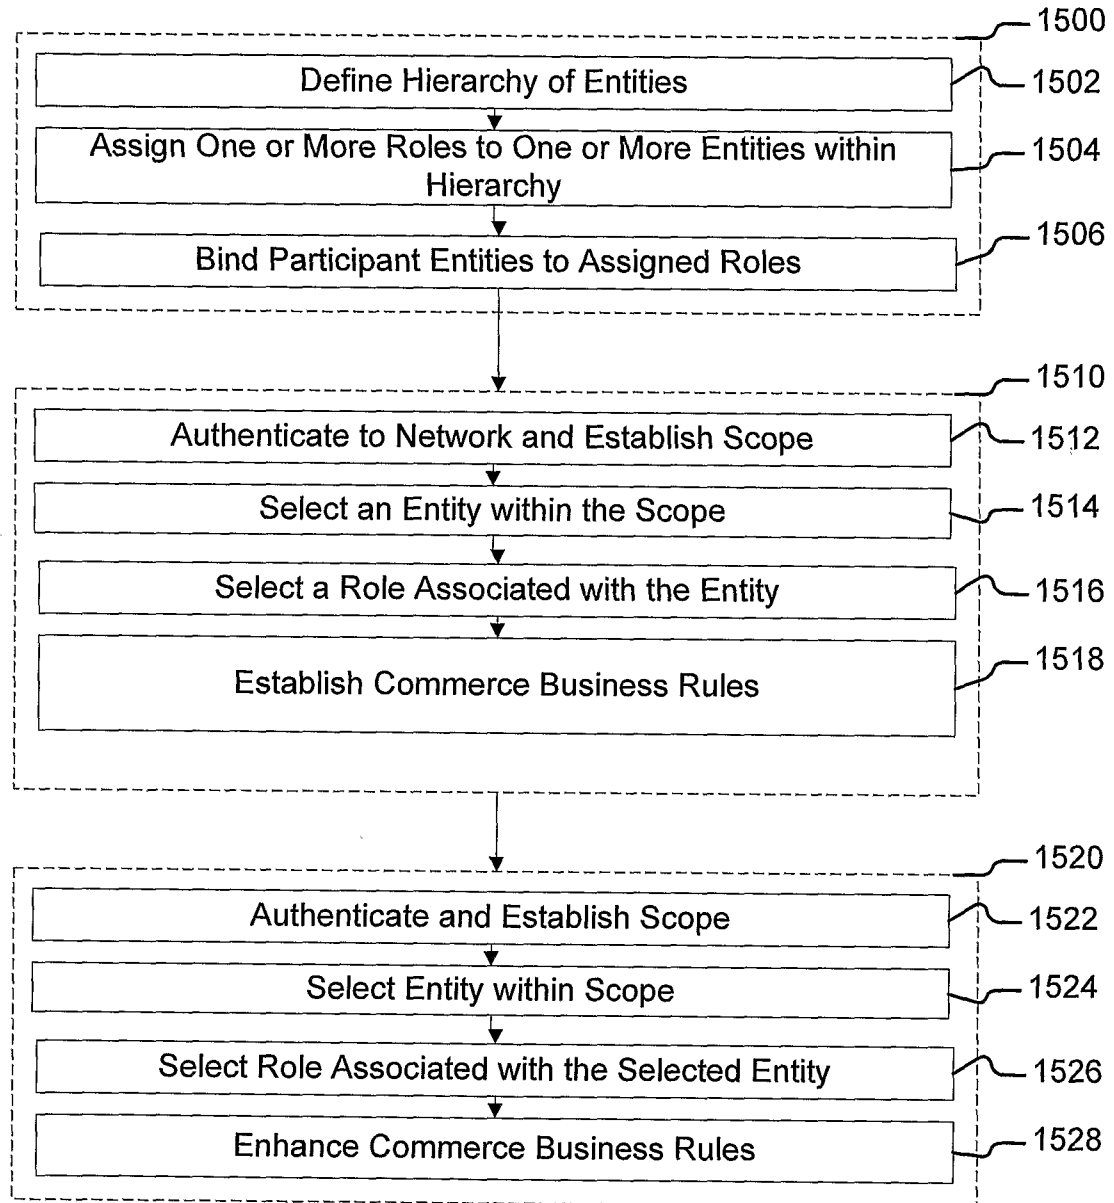 1500
Define Hierarchy of Entities
1502
Assign One or More Roles to One or More Entities within
Hierarchy
1504
Bind Participant Entities to Assigned Roles
1506
1510
Authenticate to Network and Establish Scope
1512
Select an Entity within the Scope
1514
Select a Role Associated with the Entity
1516
Establish Commerce Business Rules
1518
1520
Authenticate and Establish Scope
1522
Select Entity within Scope
1524
Select Role Associated with the Selected Entity
1526
Enhance Commerce Business Rules
1528